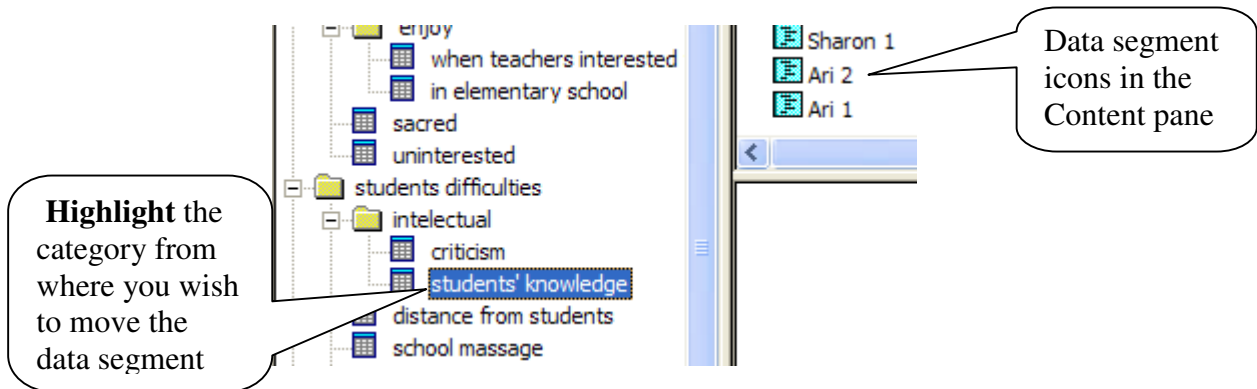 enjoy
when teachers interested
in elementary school
sacred
uninterested
students difficulties
intelectual
criticism
students' knowledge
distance from students
school massage
Sharon 1
Ari 2
Ari 1
Data segment
icons in the
Content pane
Highlight the
category from
where you wish
to move the
data segment